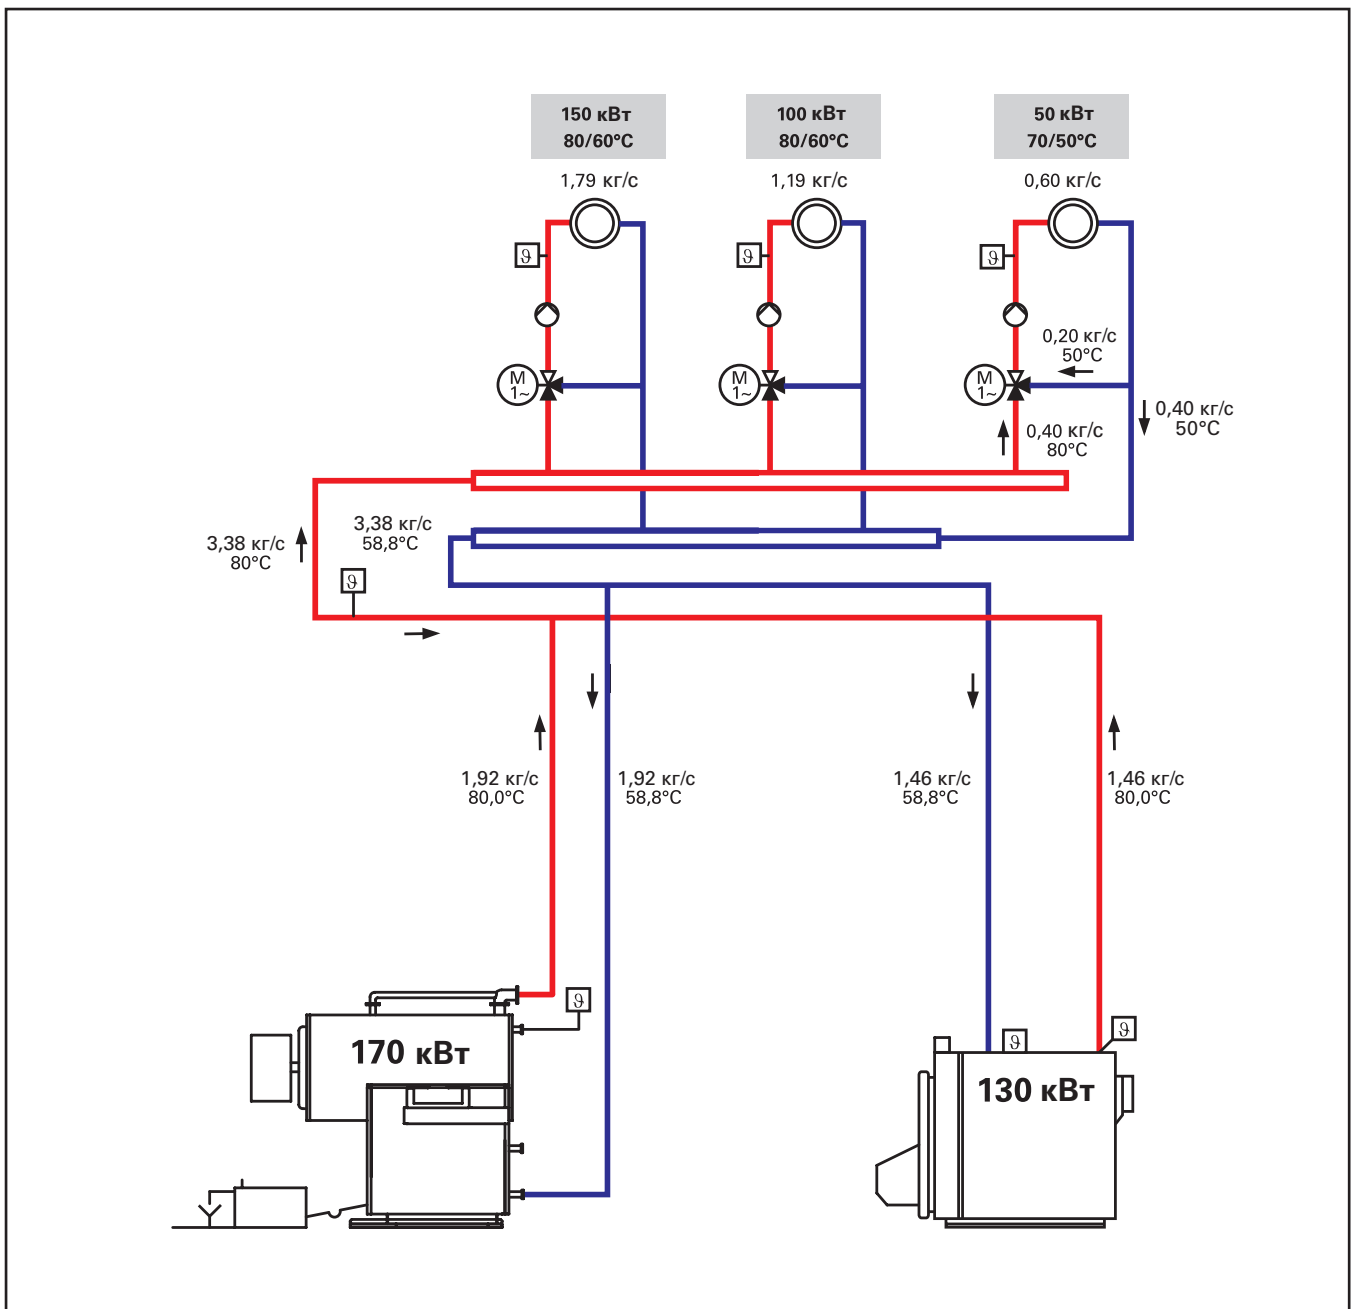 150 кВт
80/60°C
100 кВт
80/60°C
50 кВт
70/50°C
1,79 кг/с
1,19 кг/с
0,60 кг/с
ϑ
ϑ
ϑ
0,20 кг/с
50°C
M
1~
M
1~
M
1~
0,40 кг/с
50°C
0,40 кг/с
80°C
3,38 кг/с
58,8°C
3,38 кг/с
80°C
ϑ
1,92 кг/с
80,0°C
1,92 кг/с
58,8°C
1,46 кг/с
58,8°C
1,46 кг/с
80,0°C
ϑ
ϑ
ϑ
170 кВт
130 кВт